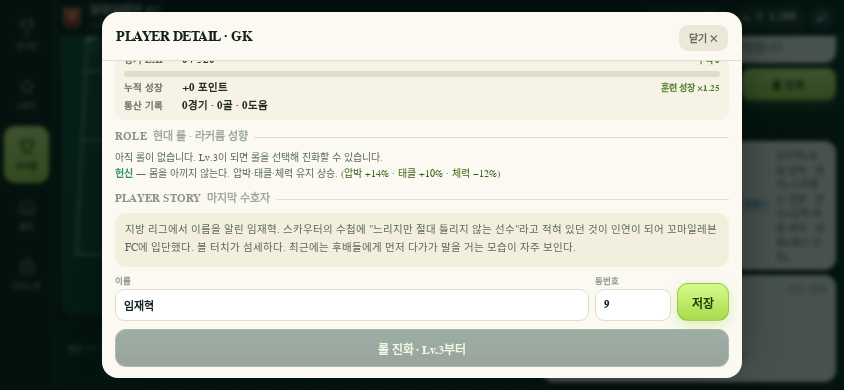 PLAYER DETAIL · GK
닫기 ×
누적 성장 +0 포인트 훈련 성장 ×1.25
통산 기록 0경기 · 0골 · 0도움
ROLE 현대 롤 · 라커룸 성향
아직 롤이 없습니다. Lv.3이 되면 롤을 선택해 진화할 수 있습니다.
헌신 — 몸을 아끼지 않는다. 압박·태클·체력 유지 상승. (압박 +14% · 태클 +10% · 체력 −12%)
PLAYER STORY 마지막 수호자
지방 리그에서 이름을 알린 임재혁. 스카우터의 수첩에 "느리지만 절대 틀리지 않는 선수"라고 적혀 있던 것이 인연이 되어 꼬마일레븐
FC에 입단했다. 볼 터치가 섬세하다. 최근에는 후배들에게 먼저 다가가 말을 거는 모습이 자주 보인다.
이름 등번호
임재혁 9 저장
롤 진화 · Lv.3부터